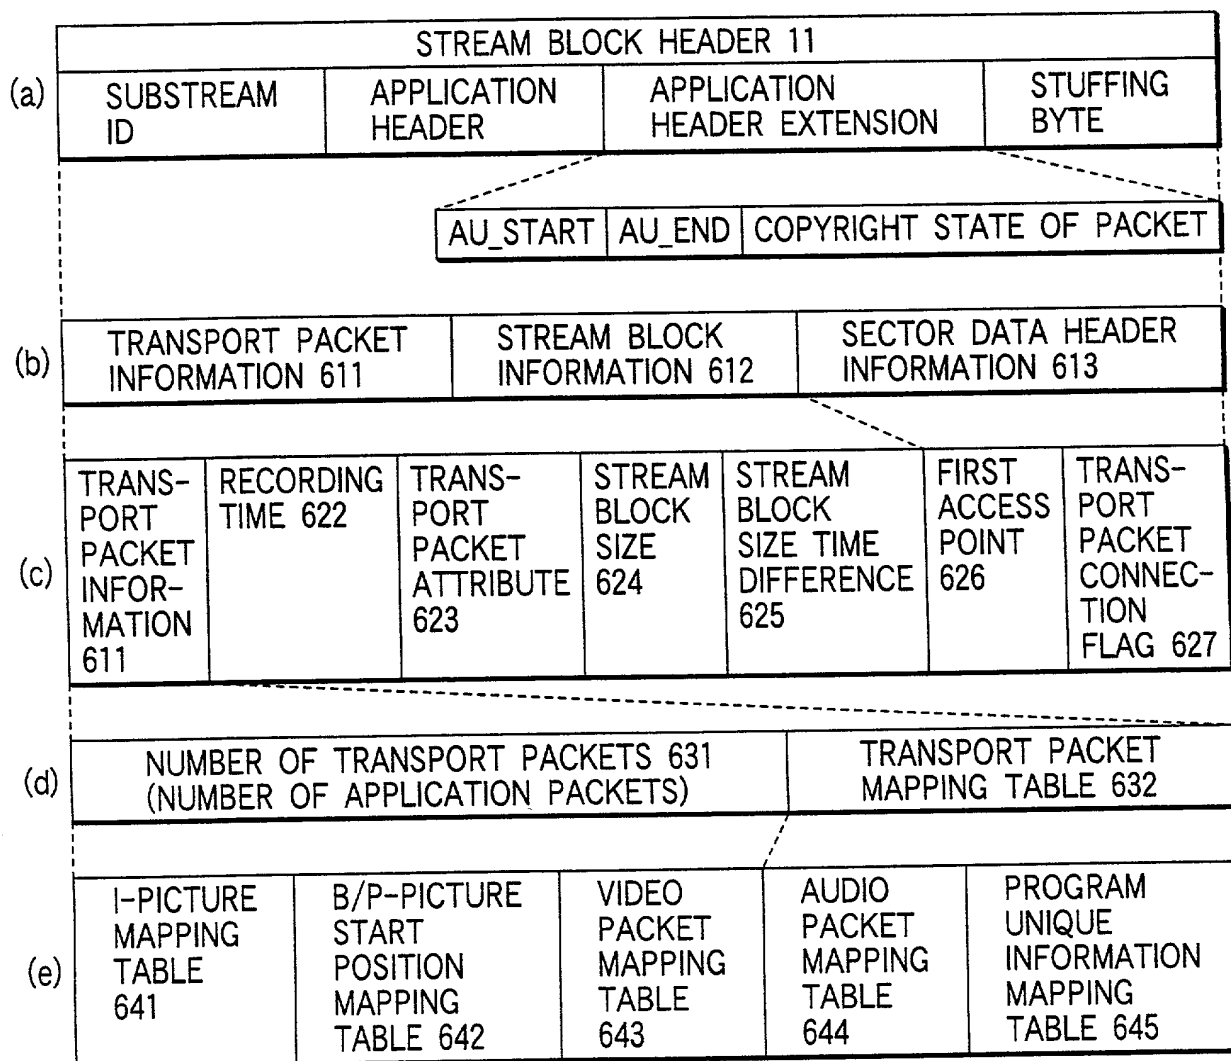 STREAM BLOCK HEADER 11
(a)
SUBSTREAM
ID
APPLICATION
HEADER
APPLICATION
HEADER EXTENSION
STUFFING
BYTE
AU_START
AU_END
COPYRIGHT STATE OF PACKET
(b)
TRANSPORT PACKET
INFORMATION 611
STREAM BLOCK
INFORMATION 612
SECTOR DATA HEADER
INFORMATION 613
(c)
TRANS-
PORT
PACKET
INFOR-
MATION
611
RECORDING
TIME 622
TRANS-
PORT
PACKET
ATTRIBUTE
623
STREAM
BLOCK
SIZE
624
STREAM
BLOCK
SIZE TIME
DIFFERENCE
625
FIRST
ACCESS
POINT
626
TRANS-
PORT
PACKET
CONNEC-
TION
FLAG 627
(d)
NUMBER OF TRANSPORT PACKETS 631
(NUMBER OF APPLICATION PACKETS)
TRANSPORT PACKET
MAPPING TABLE 632
(e)
I-PICTURE
MAPPING
TABLE
641
B/P-PICTURE
START
POSITION
MAPPING
TABLE 642
VIDEO
PACKET
MAPPING
TABLE
643
AUDIO
PACKET
MAPPING
TABLE
644
PROGRAM
UNIQUE
INFORMATION
MAPPING
TABLE 645